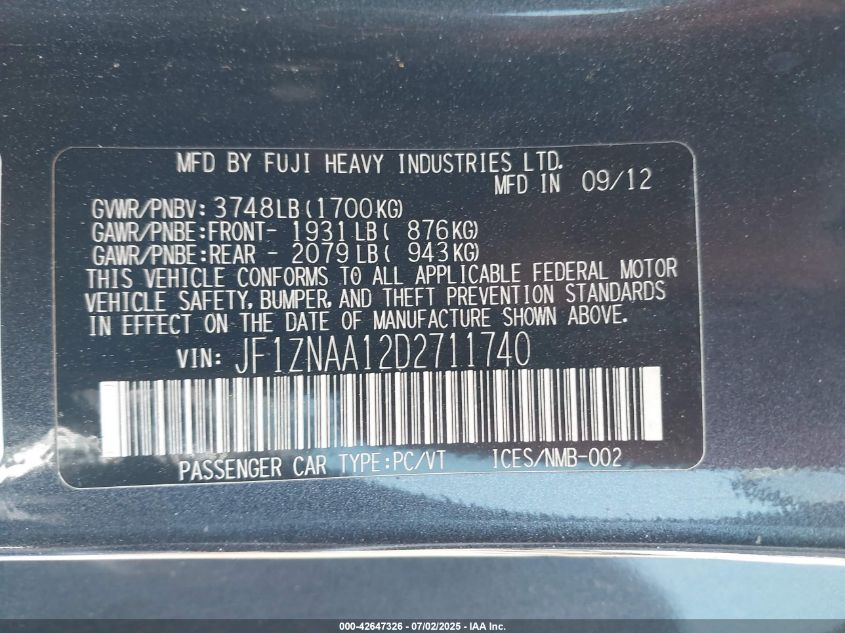 MFD BY FUJI HEAVY INDUSTRIES LTD.
MFD IN 09/12
GVWR/PNBV: 3748LB(1700KG)
GAWR/PNBE:FRONT- 1931LB( 876KG)
GAWR/PNBE:REAR - 2079LB( 943KG)
THIS VEHICLE CONFORMS TO ALL APPLICABLE FEDERAL MOTOR
VEHICLE SAFETY, BUMPER, AND THEFT PREVENTION STANDARDS
IN EFFECT ON THE DATE OF MANUFACTURE SHOWN ABOVE.
VIN: JF1ZNAA12D2711740
PASSENGER CAR TYPE:PC/VT ICES/NMB-002
000-42647326 - 07/02/2025 - IAA Inc.